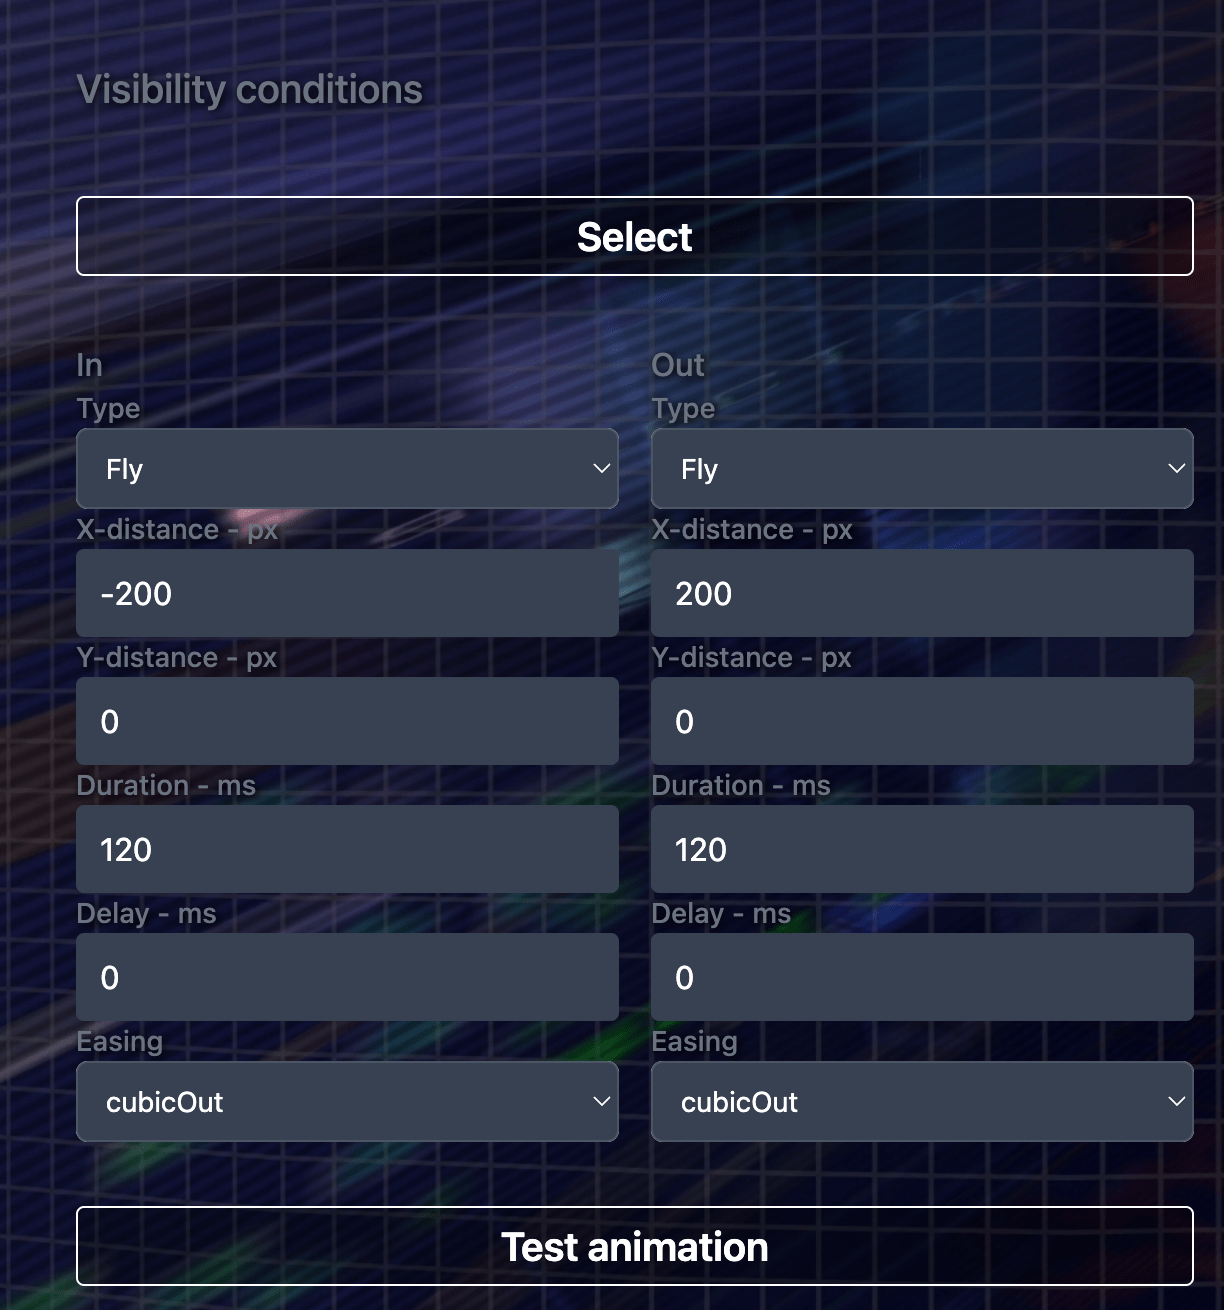 Visibility conditions
Select
In
Type
Fly
X-distance - px
-200
Y-distance - px
0
Duration - ms
120
Delay - ms
0
Easing
cubicOut
Out
Type
Fly
X-distance - px
200
Y-distance - px
0
Duration - ms
120
Delay - ms
0
Easing
cubicOut
Test animation